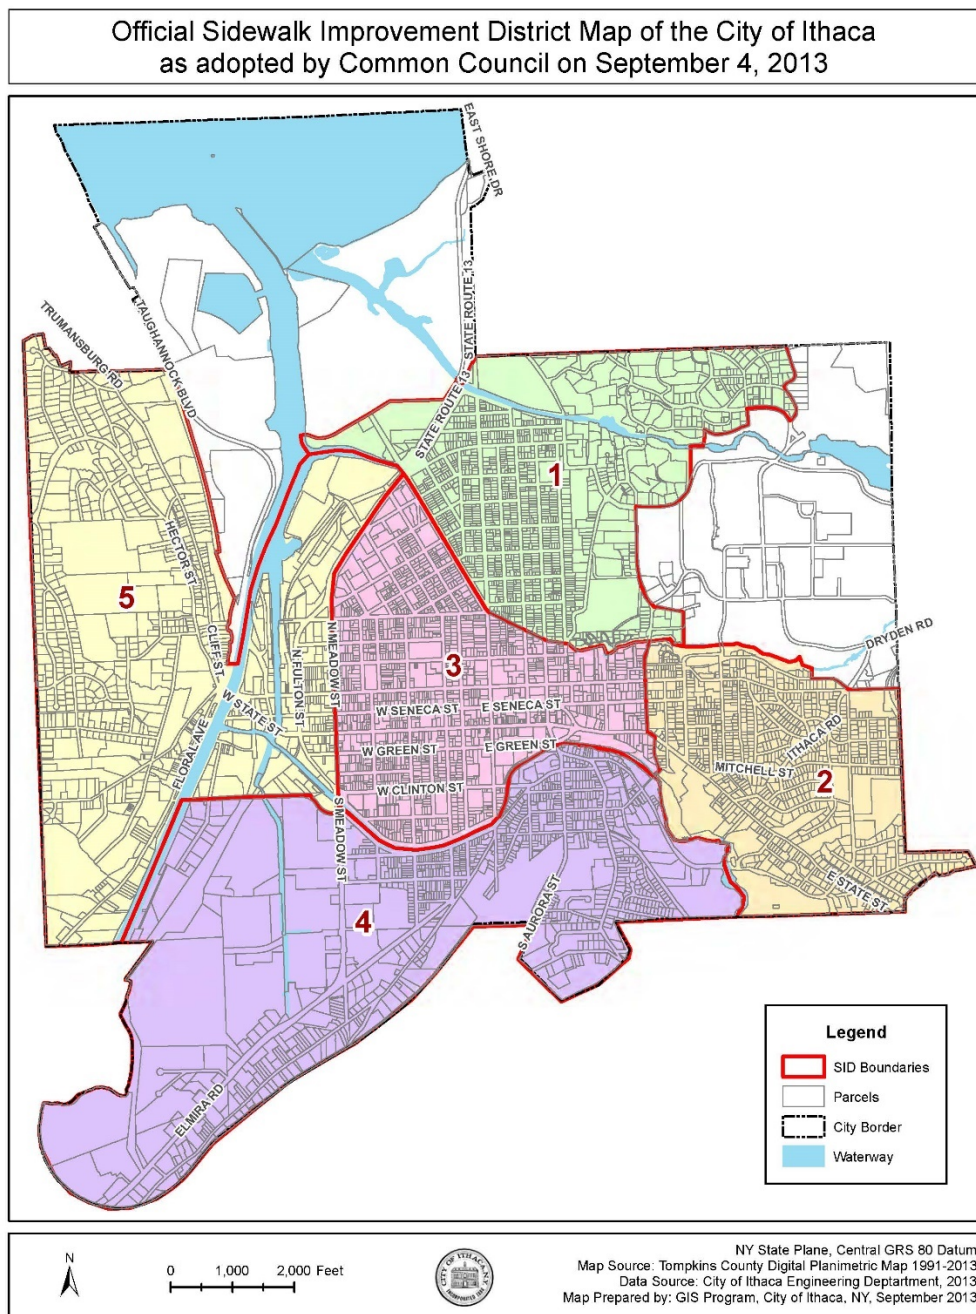 Official Sidewalk Improvement District Map of the City of Ithaca
as adopted by Common Council on September 4, 2013
EAST SHORE DR
STATE ROUTE 13
TRUMANSBURG RD
TAUGHANNOCK BLVD
STATE ROUTE 13
1
HECTOR ST
5
CLIFF ST
DRYDEN RD
N MEADOW ST
N FULTON ST
3
W STATE ST
W SENECA ST
E SENECA ST
FLORAL AVE
W GREEN ST
E GREEN ST
ITHACA RD
MITCHELL ST
2
W CLINTON ST
S MEADOW ST
E STATE ST
4
S AURORA ST
ELMIRA RD
Legend
SID Boundaries
Parcels
City Border
Waterway
N
0 1,000 2,000 Feet
CITY OF ITHACA, N.Y.
INCORPORATED 1888
NY State Plane, Central GRS 80 Datum
Map Source: Tompkins County Digital Planimetric Map 1991-2013
Data Source: City of Ithaca Engineering Deptartment, 2013
Map Prepared by: GIS Program, City of Ithaca, NY, September 2013